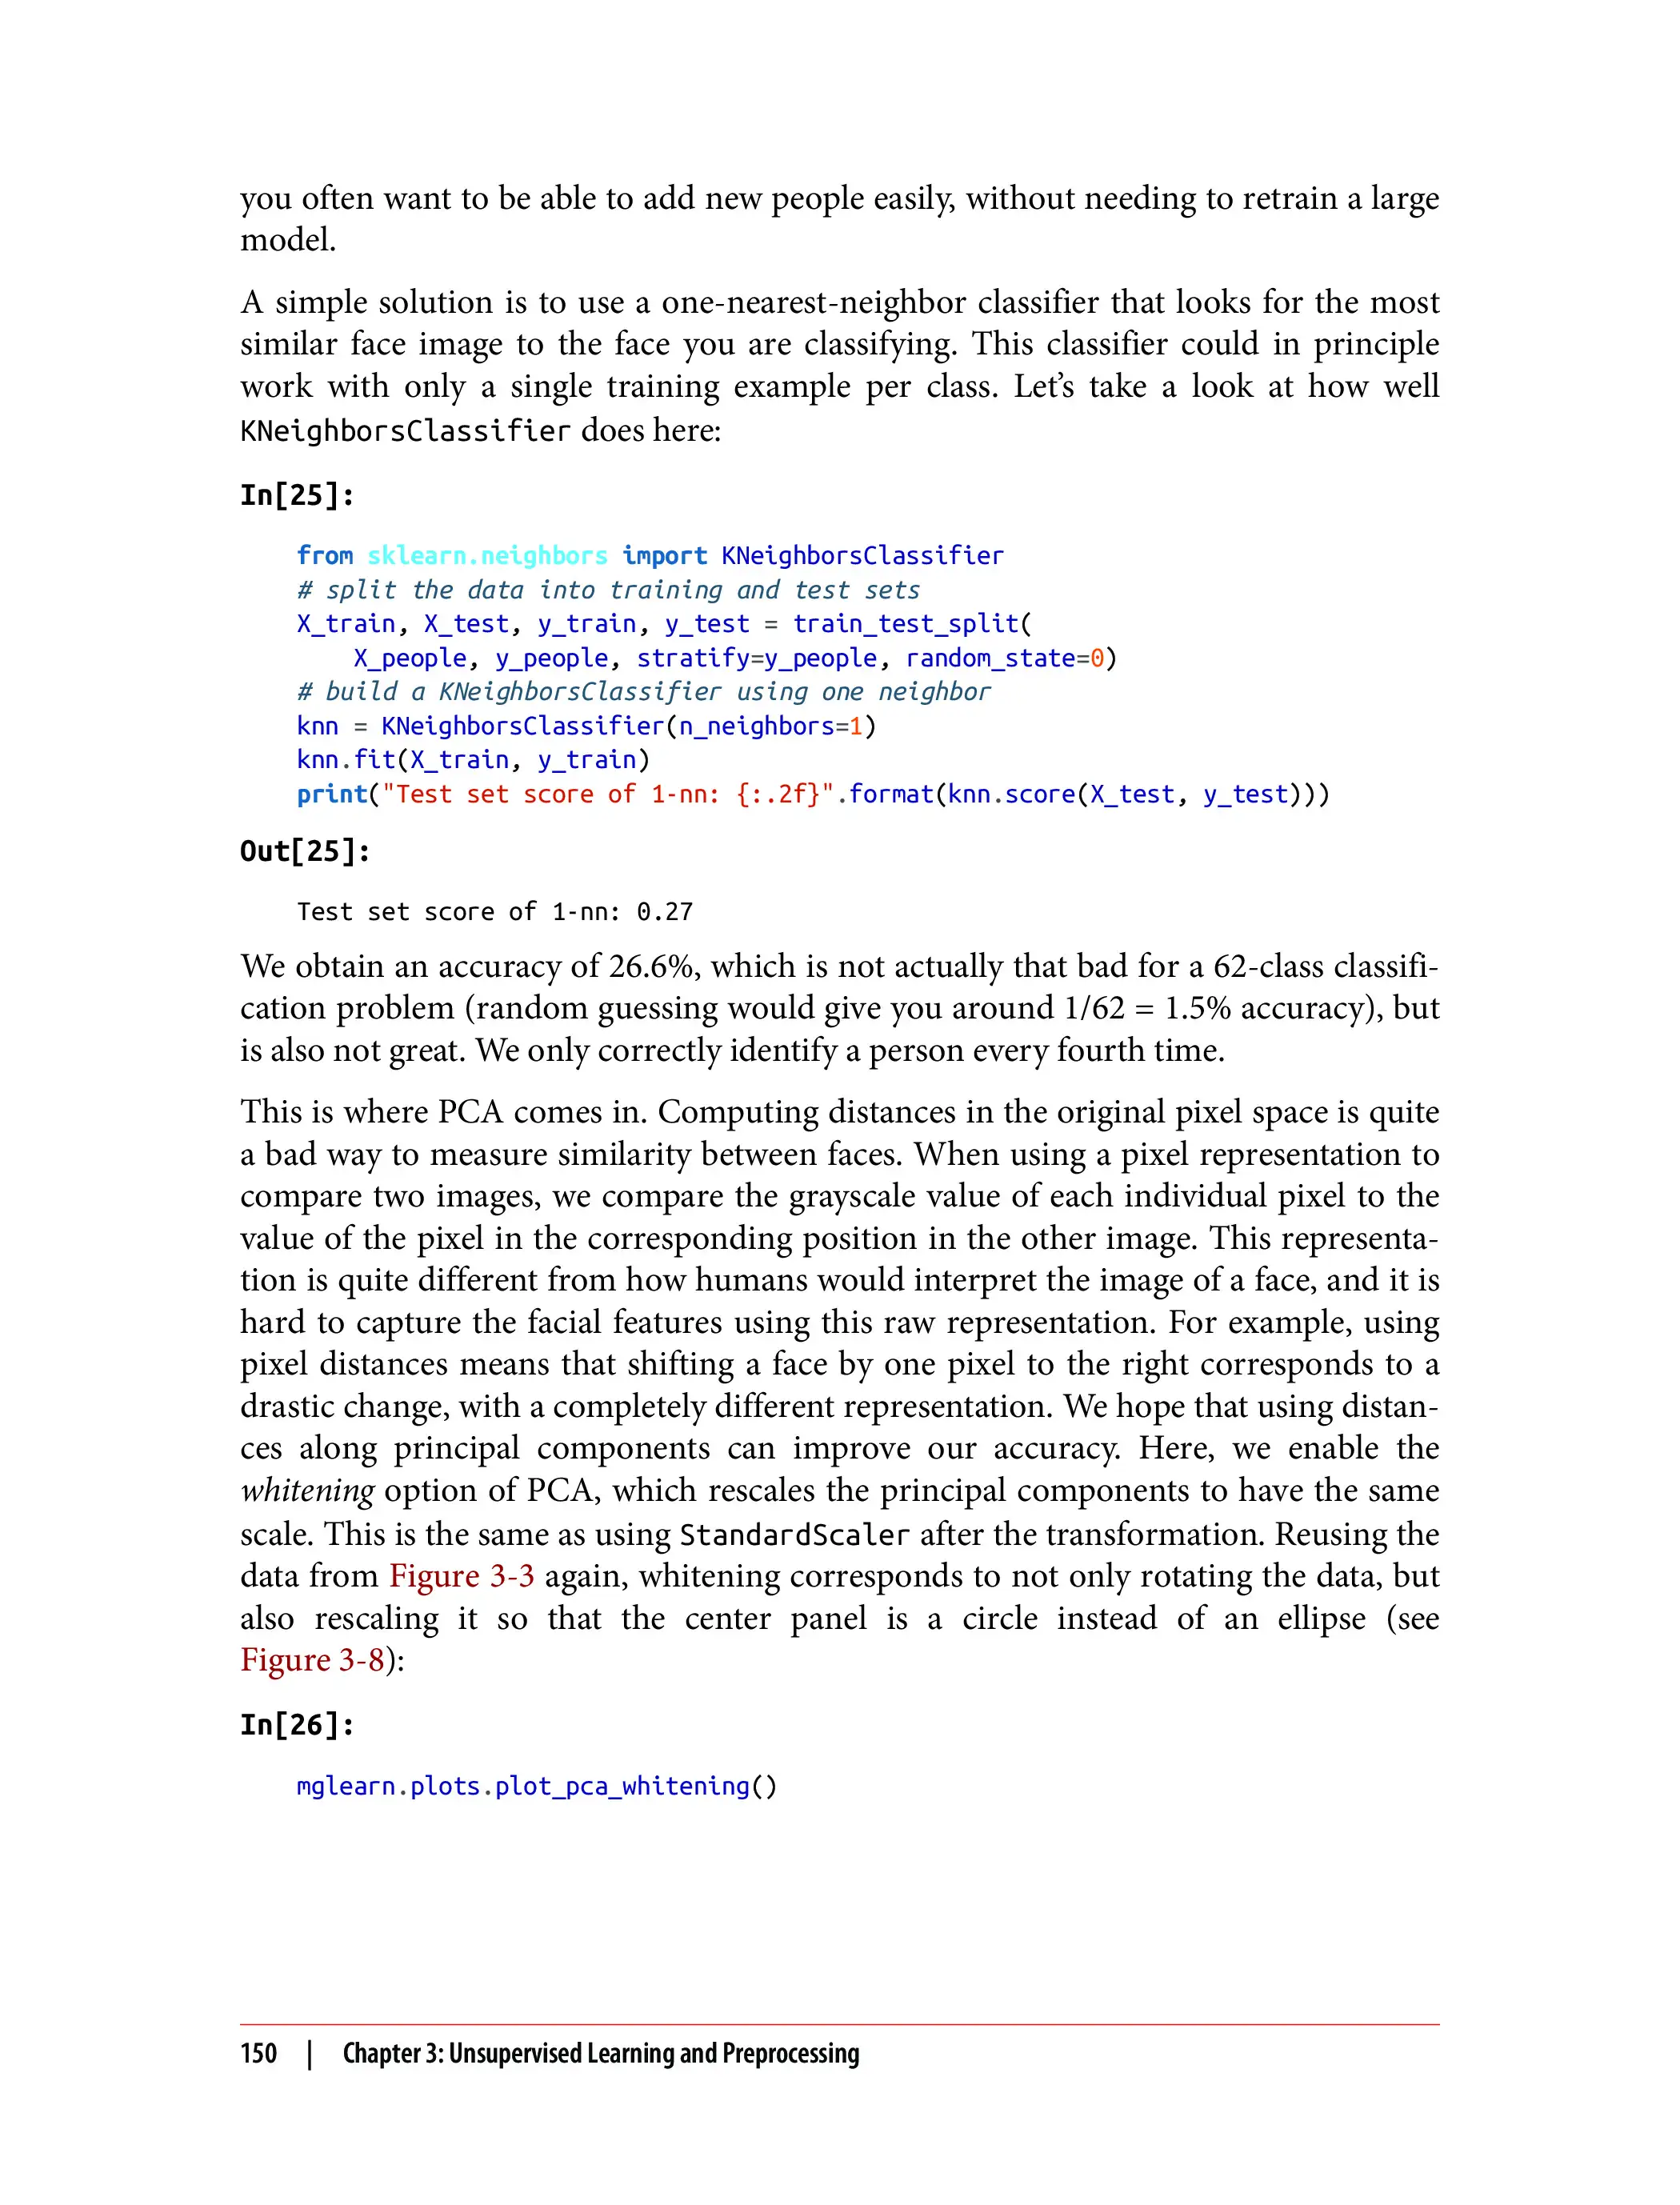 you often want to be able to add new people easily, without needing to retrain a large
model.
A simple solution is to use a one-nearest-neighbor classifier that looks for the most
similar face image to the face you are classifying. This classifier could in principle
work with only a single training example per class. Let’s take a look at how well
KNeighborsClassifier does here:
In[25]:
from sklearn.neighbors import KNeighborsClassifier
# split the data into training and test sets
X_train, X_test, y_train, y_test = train_test_split(
    X_people, y_people, stratify=y_people, random_state=0)
# build a KNeighborsClassifier using one neighbor
knn = KNeighborsClassifier(n_neighbors=1)
knn.fit(X_train, y_train)
print("Test set score of 1-nn: {:.2f}".format(knn.score(X_test, y_test)))
Out[25]:
Test set score of 1-nn: 0.27
We obtain an accuracy of 26.6%, which is not actually that bad for a 62-class classifi-
cation problem (random guessing would give you around 1/62 = 1.5% accuracy), but
is also not great. We only correctly identify a person every fourth time.
This is where PCA comes in. Computing distances in the original pixel space is quite
a bad way to measure similarity between faces. When using a pixel representation to
compare two images, we compare the grayscale value of each individual pixel to the
value of the pixel in the corresponding position in the other image. This representa-
tion is quite different from how humans would interpret the image of a face, and it is
hard to capture the facial features using this raw representation. For example, using
pixel distances means that shifting a face by one pixel to the right corresponds to a
drastic change, with a completely different representation. We hope that using distan-
ces along principal components can improve our accuracy. Here, we enable the
whitening option of PCA, which rescales the principal components to have the same
scale. This is the same as using StandardScaler after the transformation. Reusing the
data from Figure 3-3 again, whitening corresponds to not only rotating the data, but
also rescaling it so that the center panel is a circle instead of an ellipse (see
Figure 3-8):
In[26]:
mglearn.plots.plot_pca_whitening()
150 | Chapter 3: Unsupervised Learning and Preprocessing